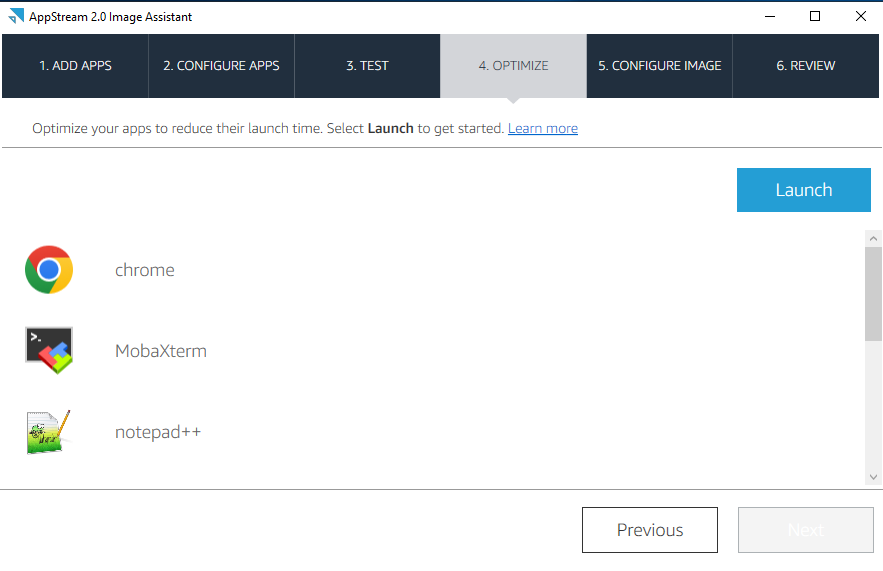 AppStream 2.0 Image Assistant
1. ADD APPS
2. CONFIGURE APPS
3. TEST
4. OPTIMIZE
5. CONFIGURE IMAGE
6. REVIEW
Optimize your apps to reduce their launch time. Select Launch to get started. Learn more
Launch
chrome
>_
MobaXterm
notepad++
Previous
Next